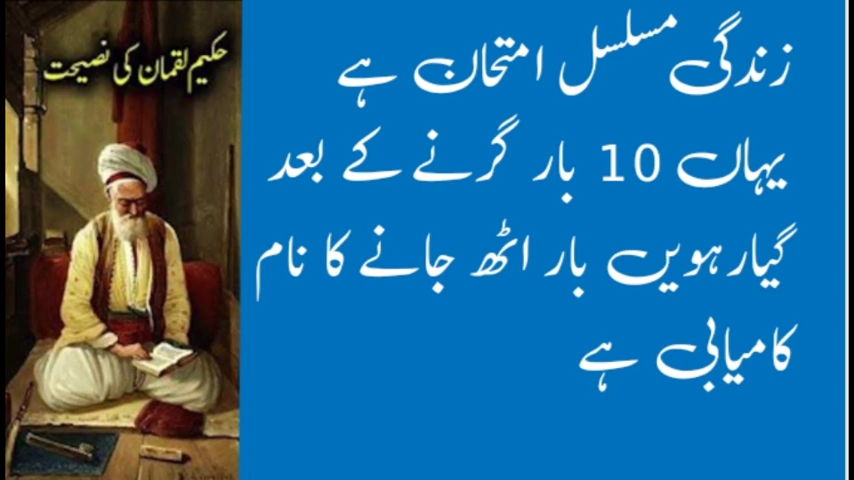 حکیم لقمان کی نصیحت
زندگی مسلسل امتحان ہے
یہاں 10 بار گرنے کے بعد
گیارہویں بار اٹھ جانے کا نام
کامیابی ہے